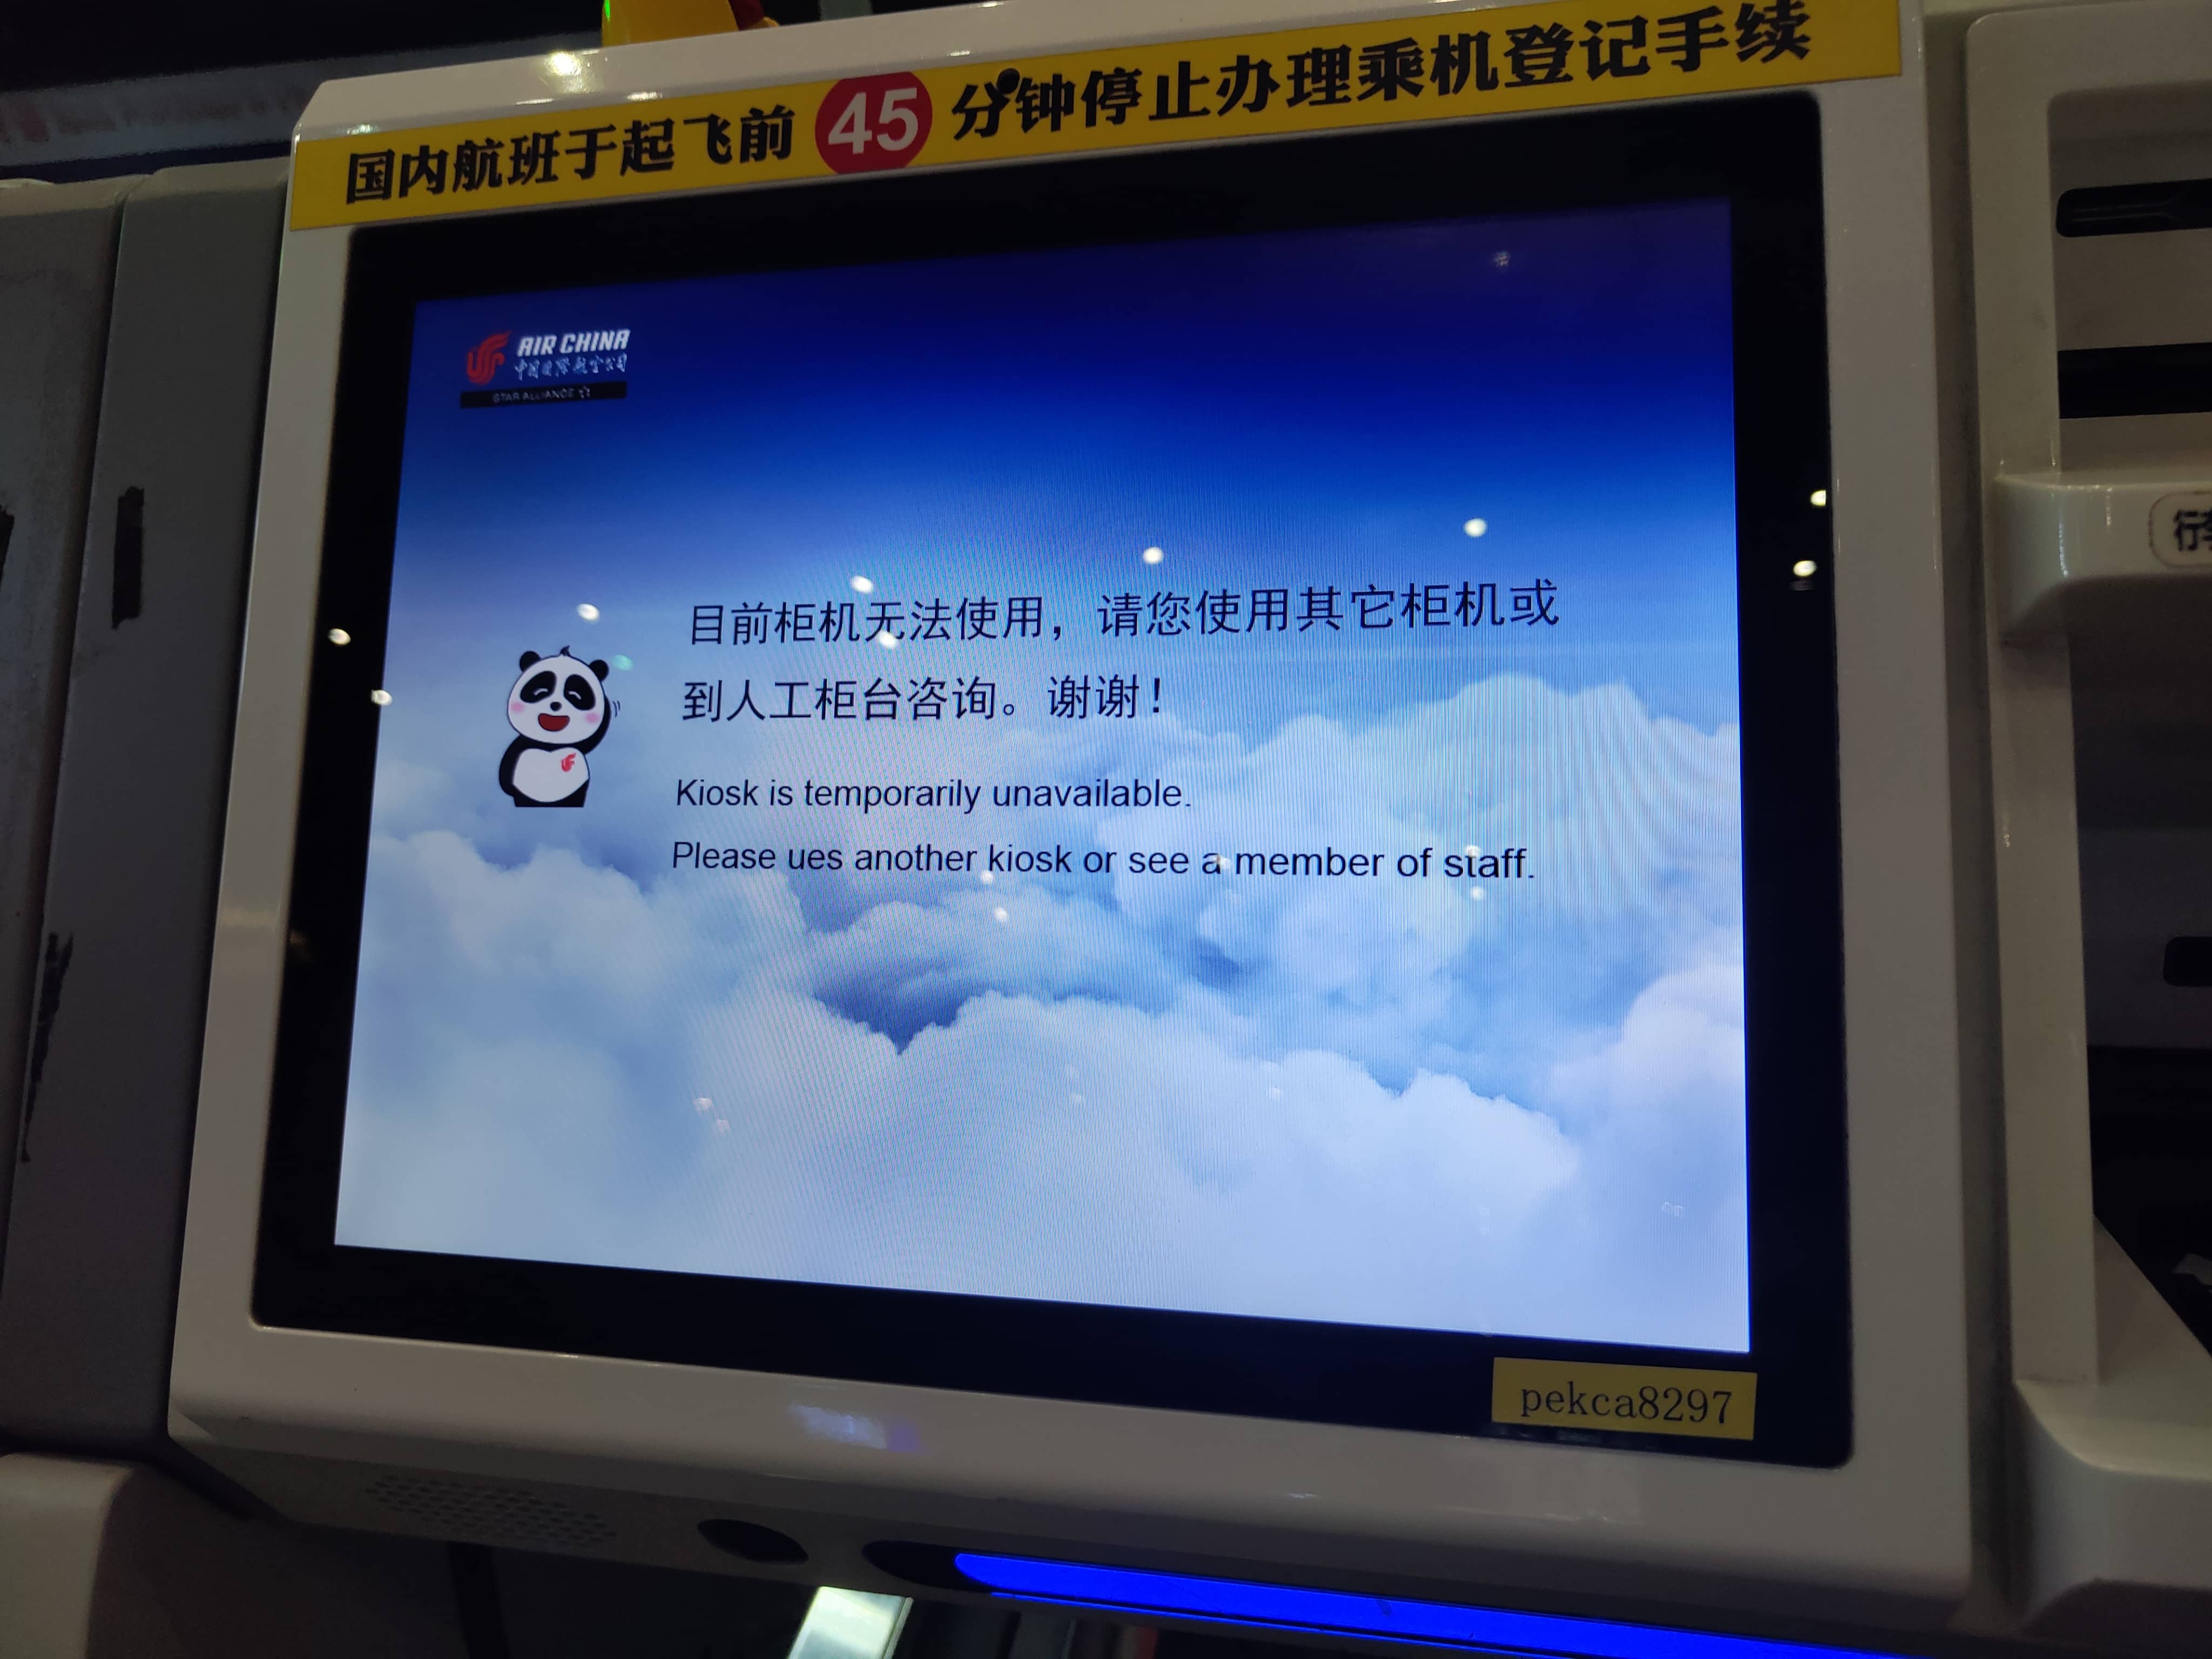 国内航班于起飞前 45 分钟停止办理乘机登记手续
AIR CHINA
中国国际航空公司
STAR ALLIANCE
目前柜机无法使用，请您使用其它柜机或
到人工柜台咨询。谢谢！
Kiosk is temporarily unavailable.
Please ues another kiosk or see a member of staff.
pekca8297
行